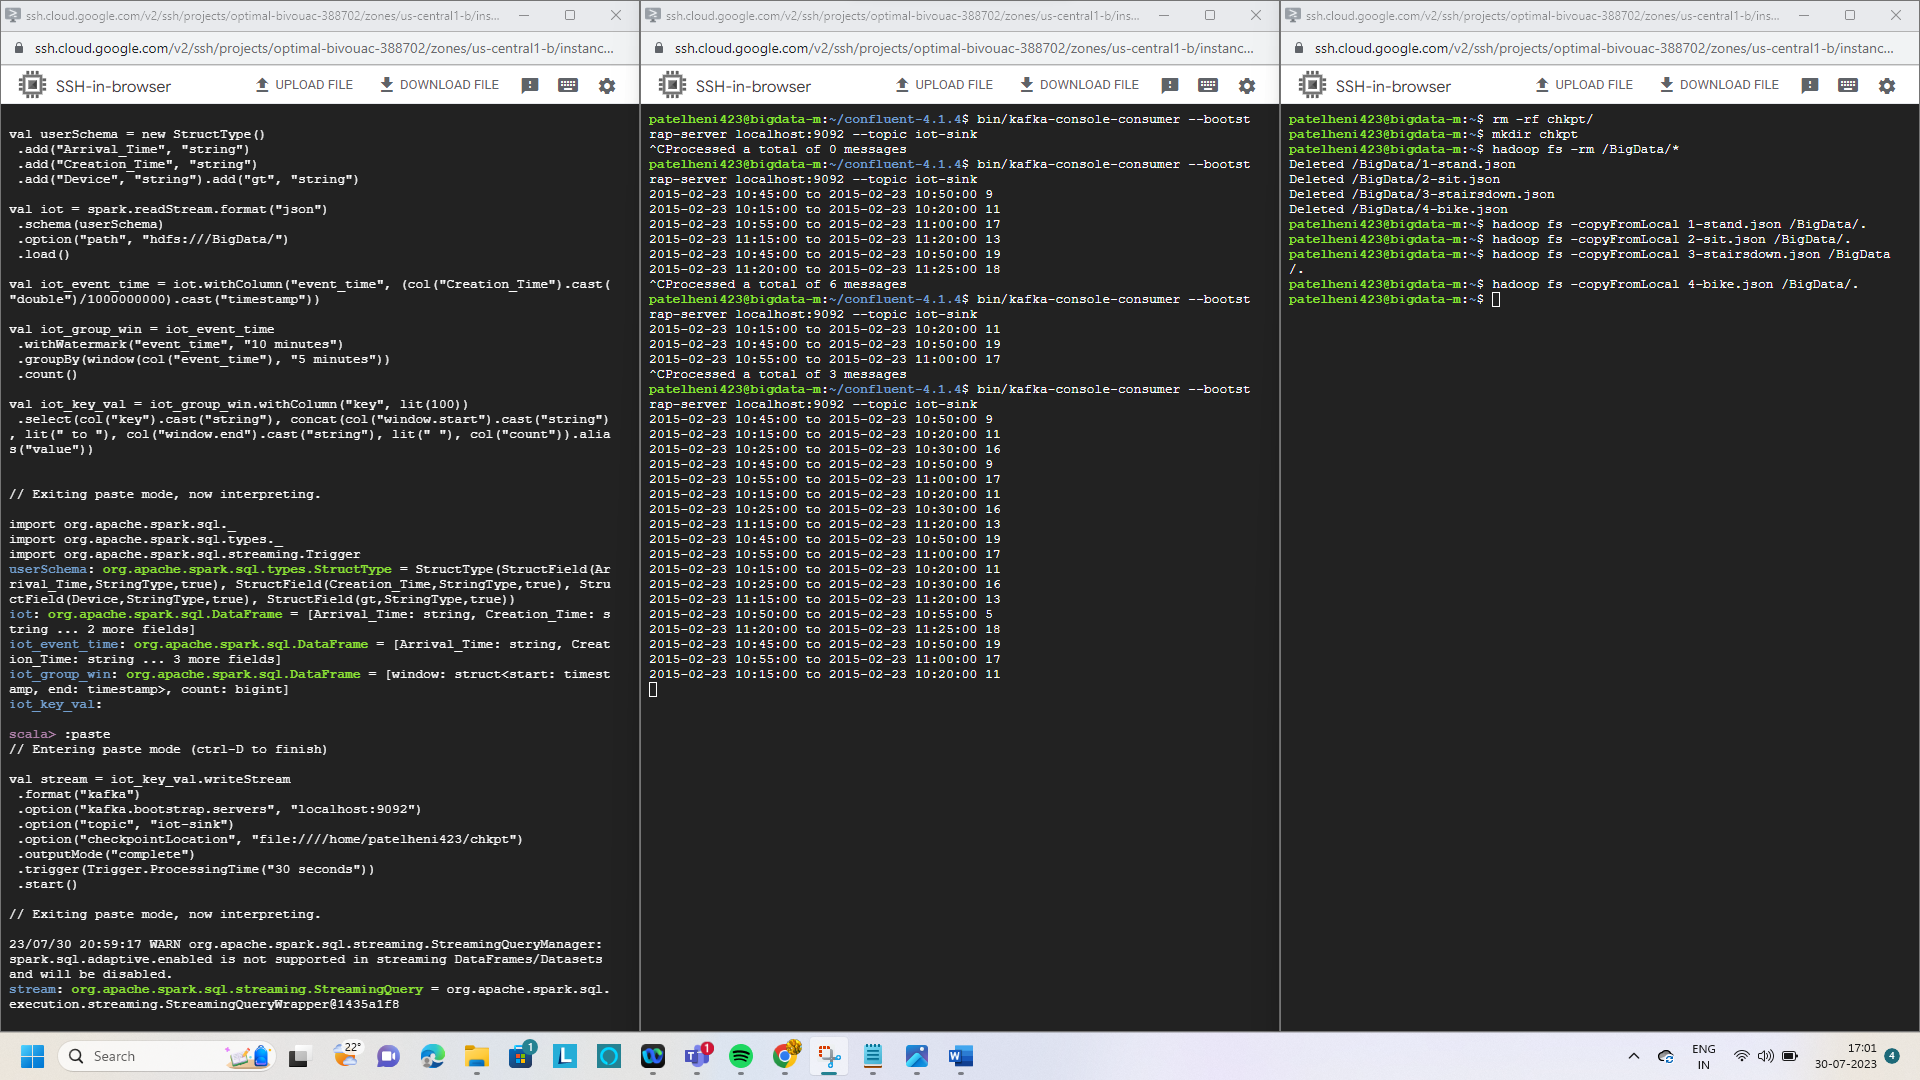 ssh.cloud.google.com/v2/ssh/projects/optimal-bivouac-388702/zones/us-central1-b/ins...
ssh.cloud.google.com/v2/ssh/projects/optimal-bivouac-388702/zones/us-central1-b/instanc...
SSH-in-browser
UPLOAD FILE
DOWNLOAD FILE
val userSchema = new StructType()
.add("Arrival_Time", "string")
.add("Creation_Time", "string")
.add("Device", "string").add("gt", "string")
val iot = spark.readStream.format("json")
.schema(userSchema)
.option("path", "hdfs:///BigData/")
.load()
val iot_event_time = iot.withColumn("event_time", (col("Creation_Time").cast(
"double")/1000000000).cast("timestamp"))
val iot_group_win = iot_event_time
.withWatermark("event_time", "10 minutes")
.groupBy(window(col("event_time"), "5 minutes"))
.count()
val iot_key_val = iot_group_win.withColumn("key", lit(100))
.select(col("key").cast("string"), concat(col("window.start").cast("string")
, lit(" to "), col("window.end").cast("string"), lit(" "), col("count")).alia
s("value"))
// Exiting paste mode, now interpreting.
import org.apache.spark.sql._
import org.apache.spark.sql.types._
import org.apache.spark.sql.streaming.Trigger
userSchema: org.apache.spark.sql.types.StructType = StructType(StructField(Ar
rival_Time,StringType,true), StructField(Creation_Time,StringType,true), Stru
ctField(Device,StringType,true), StructField(gt,StringType,true))
iot: org.apache.spark.sql.DataFrame = [Arrival_Time: string, Creation_Time: s
tring ... 2 more fields]
iot_event_time: org.apache.spark.sql.DataFrame = [Arrival_Time: string, Creat
ion_Time: string ... 3 more fields]
iot_group_win: org.apache.spark.sql.DataFrame = [window: struct<start: timest
amp, end: timestamp>, count: bigint]
iot_key_val:
scala> :paste
// Entering paste mode (ctrl-D to finish)
val stream = iot_key_val.writeStream
.format("kafka")
.option("kafka.bootstrap.servers", "localhost:9092")
.option("topic", "iot-sink")
.option("checkpointLocation", "file:////home/patelheni423/chkpt")
.outputMode("complete")
.trigger(Trigger.ProcessingTime("30 seconds"))
.start()
// Exiting paste mode, now interpreting.
23/07/30 20:59:17 WARN org.apache.spark.sql.streaming.StreamingQueryManager:
spark.sql.adaptive.enabled is not supported in streaming DataFrames/Datasets
and will be disabled.
stream: org.apache.spark.sql.streaming.StreamingQuery = org.apache.spark.sql.
execution.streaming.StreamingQueryWrapper@1435a1f8
ssh.cloud.google.com/v2/ssh/projects/optimal-bivouac-388702/zones/us-central1-b/ins...
ssh.cloud.google.com/v2/ssh/projects/optimal-bivouac-388702/zones/us-central1-b/instanc...
SSH-in-browser
UPLOAD FILE
DOWNLOAD FILE
patelheni423@bigdata-m:~/confluent-4.1.4$ bin/kafka-console-consumer --bootst
rap-server localhost:9092 --topic iot-sink
^CProcessed a total of 0 messages
patelheni423@bigdata-m:~/confluent-4.1.4$ bin/kafka-console-consumer --bootst
rap-server localhost:9092 --topic iot-sink
2015-02-23 10:45:00 to 2015-02-23 10:50:00 9
2015-02-23 10:15:00 to 2015-02-23 10:20:00 11
2015-02-23 10:55:00 to 2015-02-23 11:00:00 17
2015-02-23 11:15:00 to 2015-02-23 11:20:00 13
2015-02-23 10:45:00 to 2015-02-23 10:50:00 19
2015-02-23 11:20:00 to 2015-02-23 11:25:00 18
^CProcessed a total of 6 messages
patelheni423@bigdata-m:~/confluent-4.1.4$ bin/kafka-console-consumer --bootst
rap-server localhost:9092 --topic iot-sink
2015-02-23 10:15:00 to 2015-02-23 10:20:00 11
2015-02-23 10:45:00 to 2015-02-23 10:50:00 19
2015-02-23 10:55:00 to 2015-02-23 11:00:00 17
^CProcessed a total of 3 messages
patelheni423@bigdata-m:~/confluent-4.1.4$ bin/kafka-console-consumer --bootst
rap-server localhost:9092 --topic iot-sink
2015-02-23 10:45:00 to 2015-02-23 10:50:00 9
2015-02-23 10:15:00 to 2015-02-23 10:20:00 11
2015-02-23 10:25:00 to 2015-02-23 10:30:00 16
2015-02-23 10:45:00 to 2015-02-23 10:50:00 9
2015-02-23 10:55:00 to 2015-02-23 11:00:00 17
2015-02-23 10:15:00 to 2015-02-23 10:20:00 11
2015-02-23 10:25:00 to 2015-02-23 10:30:00 16
2015-02-23 11:15:00 to 2015-02-23 11:20:00 13
2015-02-23 10:45:00 to 2015-02-23 10:50:00 19
2015-02-23 10:55:00 to 2015-02-23 11:00:00 17
2015-02-23 10:15:00 to 2015-02-23 10:20:00 11
2015-02-23 10:25:00 to 2015-02-23 10:30:00 16
2015-02-23 11:15:00 to 2015-02-23 11:20:00 13
2015-02-23 10:50:00 to 2015-02-23 10:55:00 5
2015-02-23 11:20:00 to 2015-02-23 11:25:00 18
2015-02-23 10:45:00 to 2015-02-23 10:50:00 19
2015-02-23 10:55:00 to 2015-02-23 11:00:00 17
2015-02-23 10:15:00 to 2015-02-23 10:20:00 11
ssh.cloud.google.com/v2/ssh/projects/optimal-bivouac-388702/zones/us-central1-b/ins...
ssh.cloud.google.com/v2/ssh/projects/optimal-bivouac-388702/zones/us-central1-b/instanc...
SSH-in-browser
UPLOAD FILE
DOWNLOAD FILE
patelheni423@bigdata-m:~$ rm -rf chkpt/
patelheni423@bigdata-m:~$ mkdir chkpt
patelheni423@bigdata-m:~$ hadoop fs -rm /BigData/*
Deleted /BigData/1-stand.json
Deleted /BigData/2-sit.json
Deleted /BigData/3-stairsdown.json
Deleted /BigData/4-bike.json
patelheni423@bigdata-m:~$ hadoop fs -copyFromLocal 1-stand.json /BigData/.
patelheni423@bigdata-m:~$ hadoop fs -copyFromLocal 2-sit.json /BigData/.
patelheni423@bigdata-m:~$ hadoop fs -copyFromLocal 3-stairsdown.json /BigData
/.
patelheni423@bigdata-m:~$ hadoop fs -copyFromLocal 4-bike.json /BigData/.
patelheni423@bigdata-m:~$
Search
22°
1
1
ENG
IN
17:01
30-07-2023
4